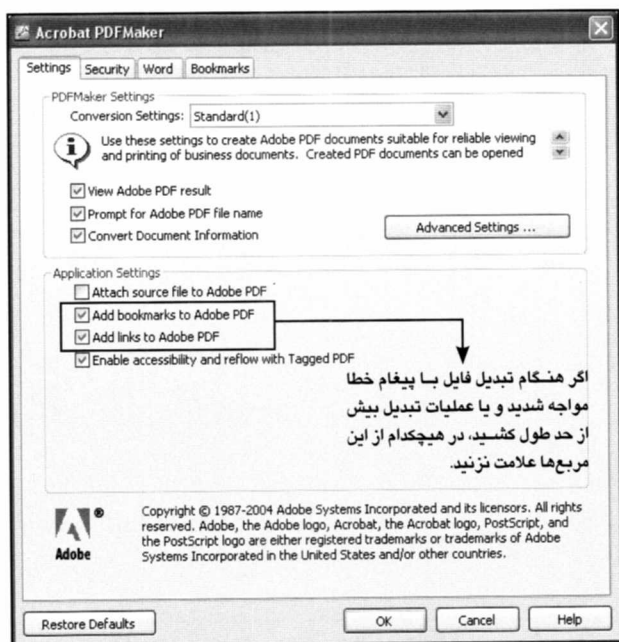 Acrobat PDFMaker
Settings Security Word Bookmarks
PDFMaker Settings
Conversion Settings: Standard(1)
Use these settings to create Adobe PDF documents suitable for reliable viewing
and printing of business documents. Created PDF documents can be opened
View Adobe PDF result
Prompt for Adobe PDF file name
Convert Document Information
Advanced Settings ...
Application Settings
Attach source file to Adobe PDF
Add bookmarks to Adobe PDF
Add links to Adobe PDF
Enable accessibility and reflow with Tagged PDF
اگر هنگام تبدیل فایل با پیغام خطا
مواجه شدید و یا عملیات تبدیل بیش
از حد طول کشید، در هیچکدام از این
مربع‌ها علامت نزنید.
Adobe
Copyright © 1987-2004 Adobe Systems Incorporated and its licensors. All rights
reserved. Adobe, the Adobe logo, Acrobat, the Acrobat logo, PostScript, and
the PostScript logo are either registered trademarks or trademarks of Adobe
Systems Incorporated in the United States and/or other countries.
Restore Defaults OK Cancel Help